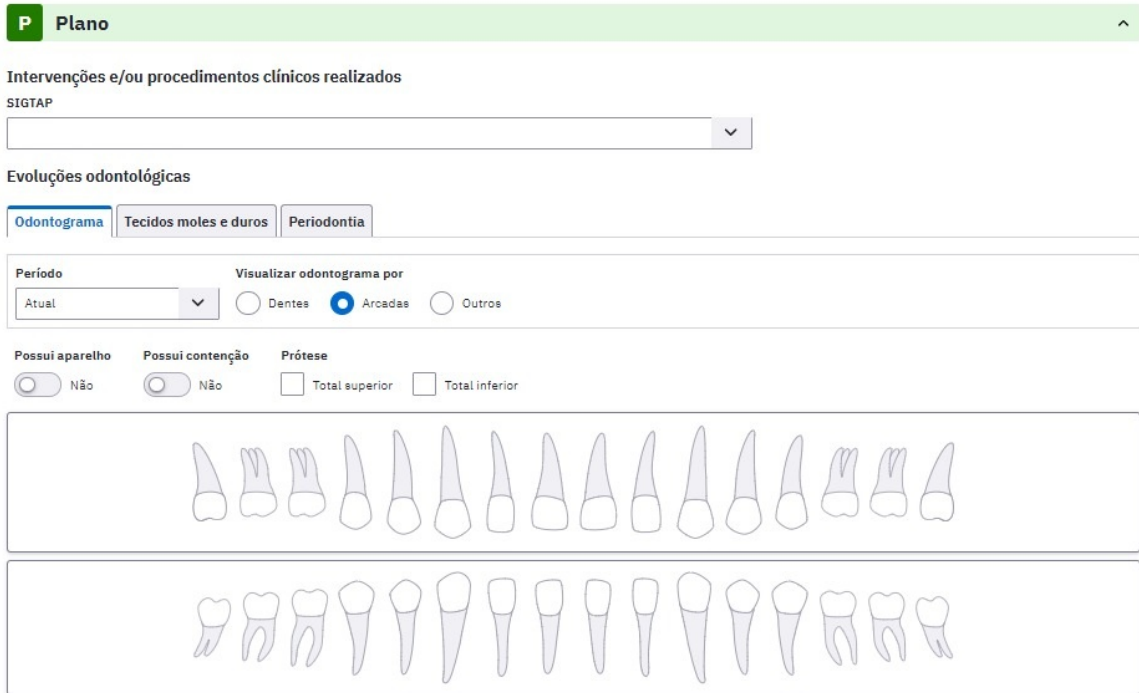 P Plano
Intervenções e/ou procedimentos clínicos realizados
SIGTAP
Evoluções odontológicas
Odontograma Tecidos moles e duros Periodontia
Período Visualizar odontograma por
Atual Dentes Arcadas Outros
Possui aparelho Possui contenção Prótese
Não Não Total superior Total inferior